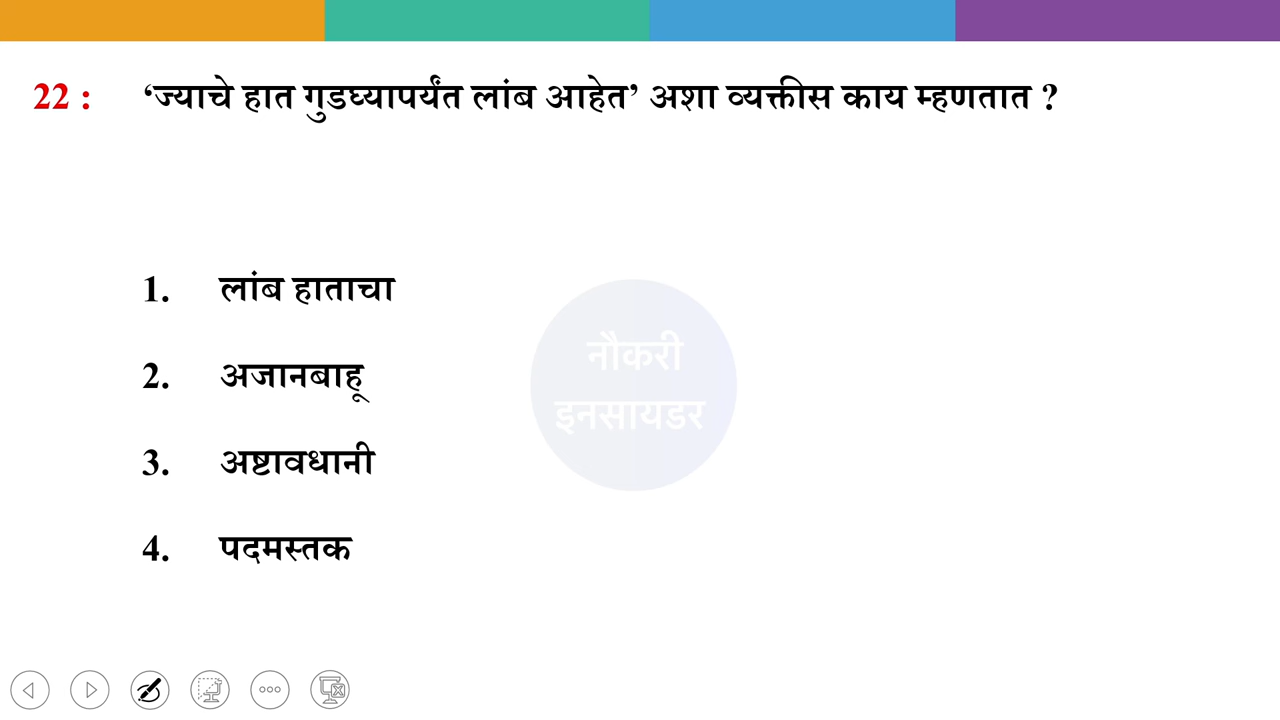 22 : ‘ज्याचे हात गुडघ्यापर्यंत लांब आहेत’ अशा व्यक्तीस काय म्हणतात ?
1. लांब हाताचा
2. अजानबाहू
3. अष्टावधानी
4. पदमस्तक
नौकरी
इनसायडर